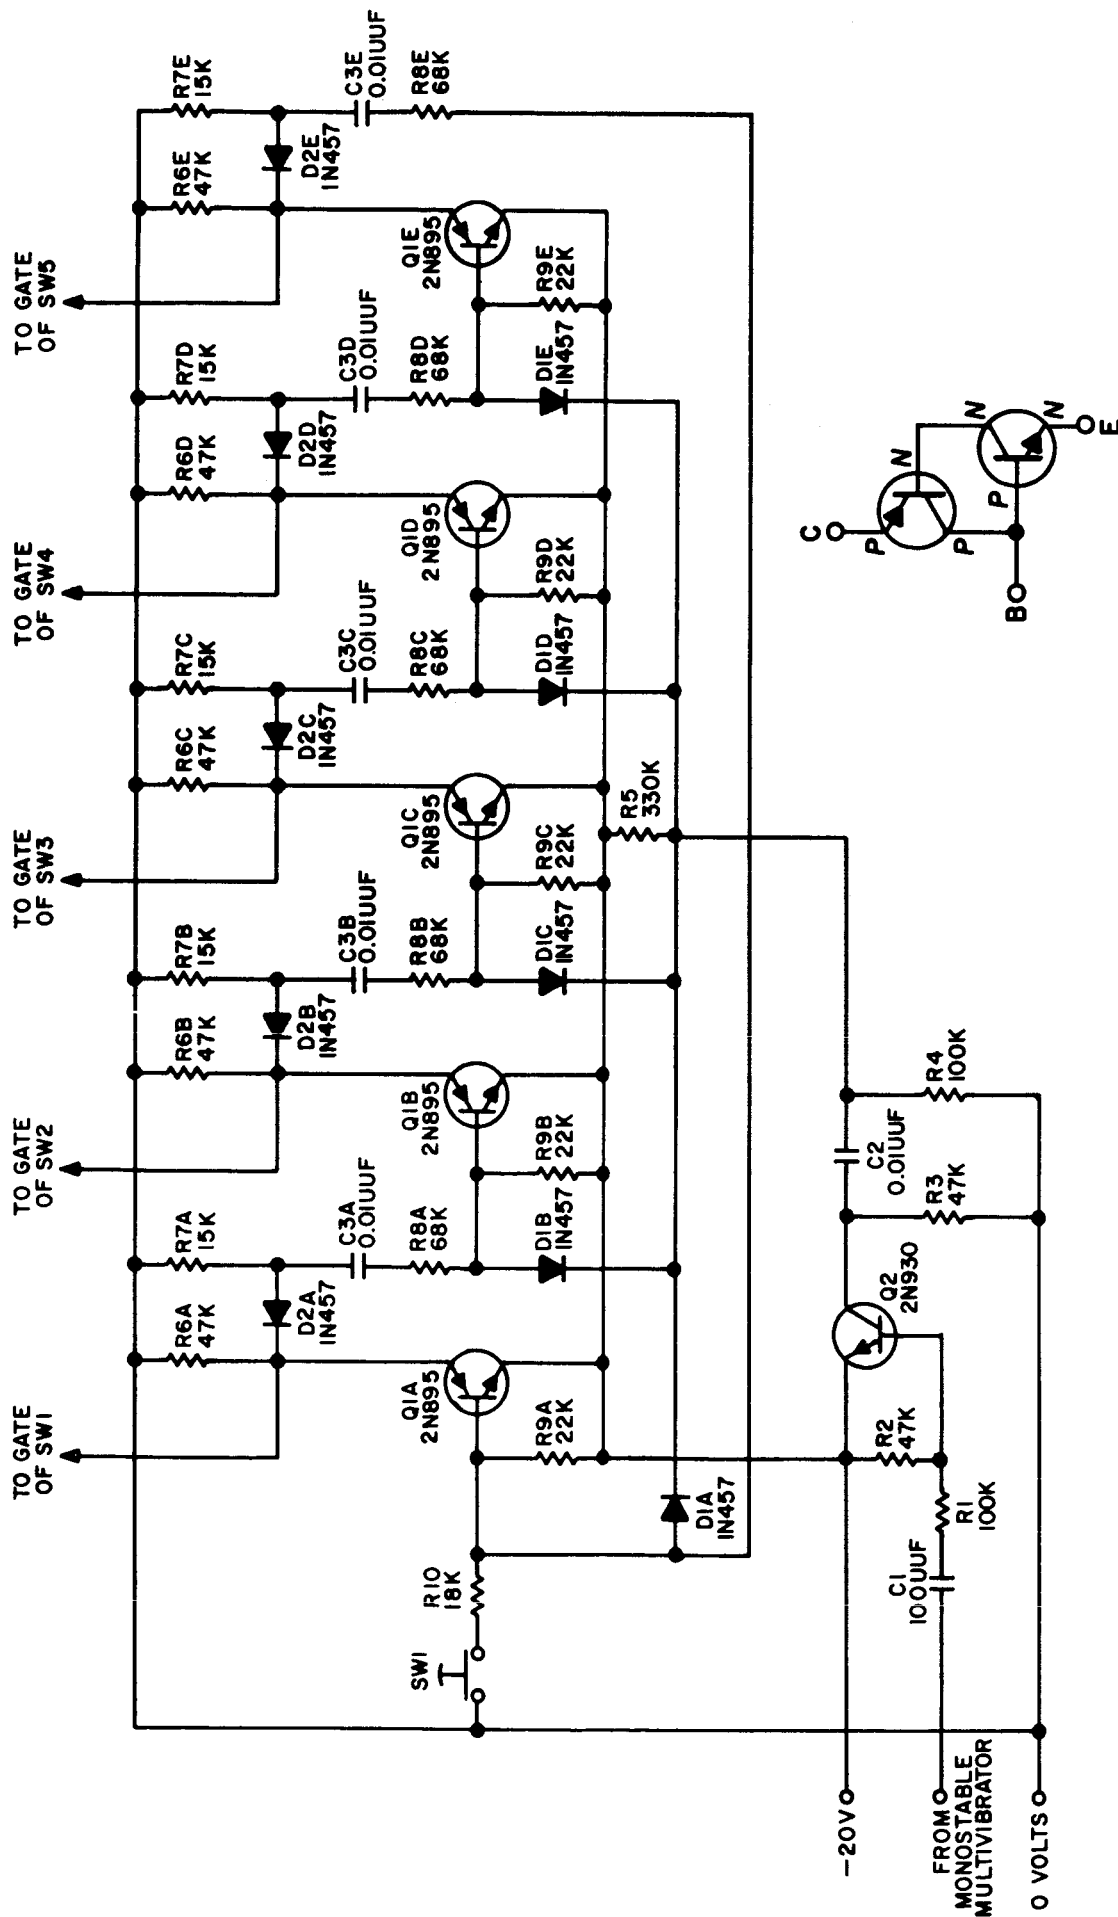 TO GATE
OF SW1
TO GATE
OF SW2
TO GATE
OF SW3
TO GATE
OF SW4
TO GATE
OF SW5
R6A
47K
R7A
15K
R6B
47K
R7B
15K
R6C
47K
R7C
15K
R6D
47K
R7D
15K
R6E
47K
R7E
15K
D2A
1N457
D2B
1N457
D2C
1N457
D2D
1N457
D2E
1N457
C3A
0.01UUF
C3B
0.01UUF
C3C
0.01UUF
C3D
0.01UUF
C3E
0.01UUF
R8A
68K
R8B
68K
R8C
68K
R8D
68K
R8E
68K
SW1
R10
18K
Q1A
2N895
Q1B
2N895
Q1C
2N895
Q1D
2N895
Q1E
2N895
R9A
22K
D1B
1N457
R9B
22K
D1C
1N457
R9C
22K
D1D
1N457
R9D
22K
D1E
1N457
R9E
22K
D1A
1N457
R5
330K
-20V
FROM
MONOSTABLE
MULTIVIBRATOR
0 VOLTS
C1
100UUF
R1
100K
R2
47K
Q2
2N930
C2
0.01UUF
R3
47K
R4
100K
C
P
N
P
B
P
N
N
E